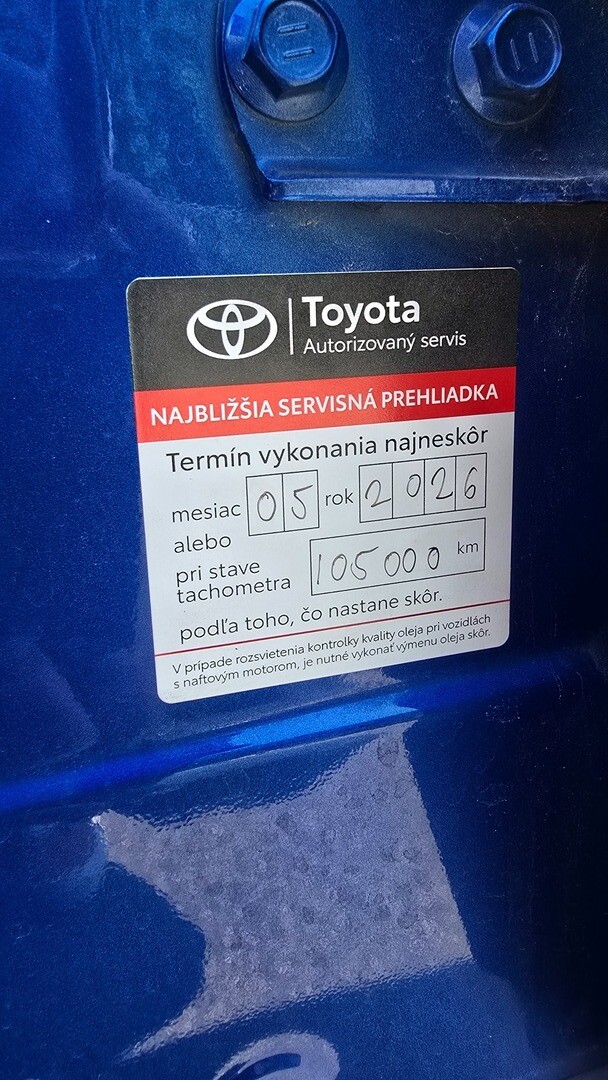 Toyota
Autorizovaný servis
NAJBLIŽŠIA SERVISNÁ PREHLIADKA
Termín vykonania najneskôr
mesiac 05 rok 2026
alebo
pri stave
tachometra 105000 km
podľa toho, čo nastane skôr.
V prípade rozsvietenia kontrolky kvality oleja pri vozidlách
s naftovým motorom, je nutné vykonať výmenu oleja skôr.